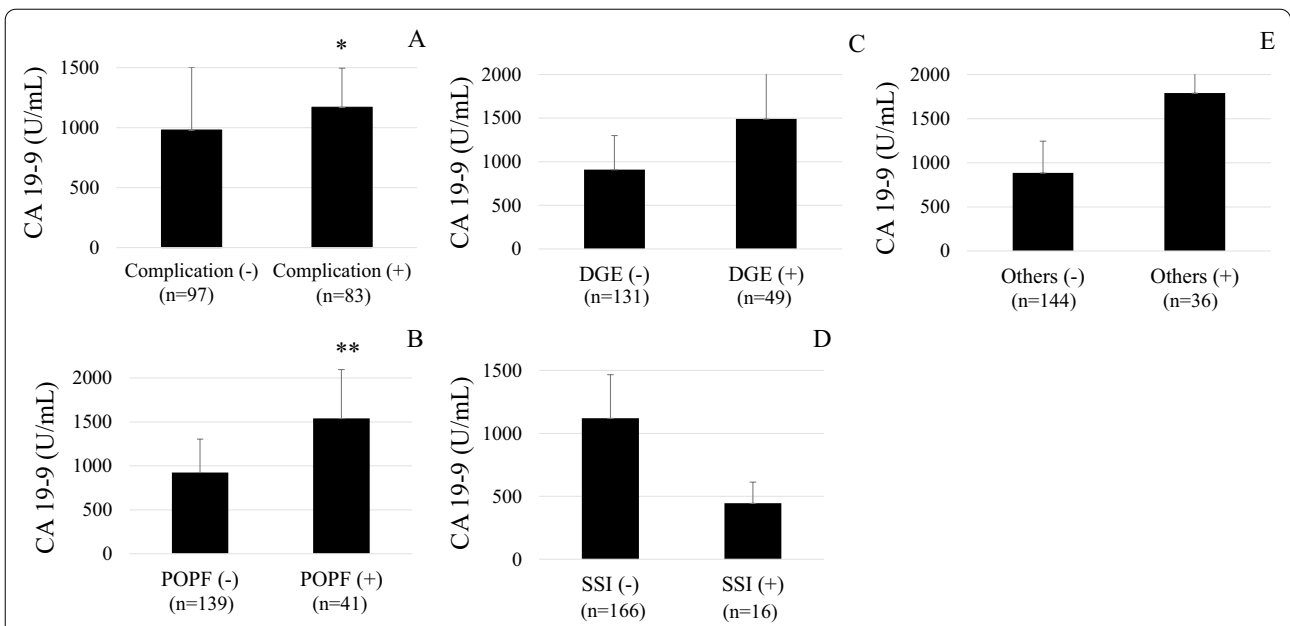 A
*
CA 19-9 (U/mL)
1500
1000
500
0
Complication (-) Complication (+)
(n=97) (n=83)
B
**
CA 19-9 (U/mL)
2000
1500
1000
500
0
POPF (-) POPF (+)
(n=139) (n=41)
C
CA 19-9 (U/mL)
2000
1500
1000
500
0
DGE (-) DGE (+)
(n=131) (n=49)
D
CA 19-9 (U/mL)
1500
1000
500
0
SSI (-) SSI (+)
(n=166) (n=16)
E
CA 19-9 (U/mL)
2000
1500
1000
500
0
Others (-) Others (+)
(n=144) (n=36)